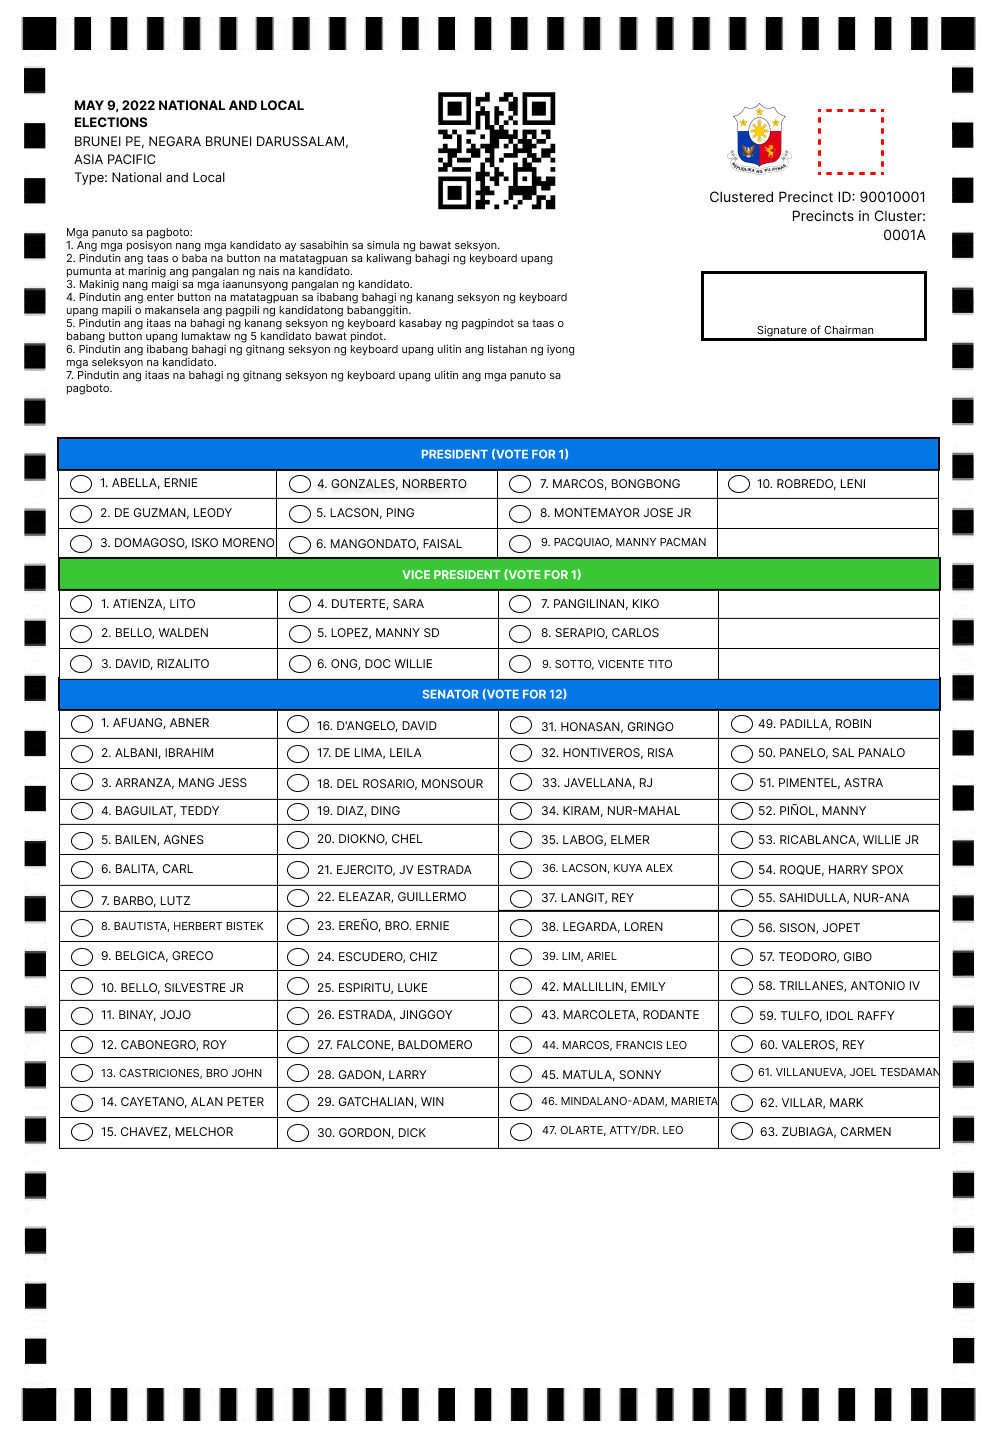 MAY 9, 2022 NATIONAL AND LOCAL
ELECTIONS
BRUNEI PE, NEGARA BRUNEI DARUSSALAM,
ASIA PACIFIC
Type: National and Local
REPUBLIKA NG PILIPINAS
Clustered Precinct ID: 90010001
Precincts in Cluster:
0001A
Mga panuto sa pagboto:
1. Ang mga posisyon nang mga kandidato ay sasabihin sa simula ng bawat seksyon.
2. Pindutin ang taas o baba na button na matatagpuan sa kaliwang bahagi ng keyboard upang
pumunta at marinig ang pangalan ng nais na kandidato.
3. Makinig nang maigi sa mga iaanunsyong pangalan ng kandidato.
4. Pindutin ang enter button na matatagpuan sa ibabang bahagi ng kanang seksyon ng keyboard
upang mapili o makansela ang pagpili ng kandidatong babanggitin.
5. Pindutin ang itaas na bahagi ng kanang seksyon ng keyboard kasabay ng pagpindot sa taas o
babang button upang lumaktaw ng 5 kandidato bawat pindot.
6. Pindutin ang ibabang bahagi ng gitnang seksyon ng keyboard upang ulitin ang listahan ng iyong
mga seleksyon na kandidato.
7. Pindutin ang itaas na bahagi ng gitnang seksyon ng keyboard upang ulitin ang mga panuto sa
pagboto.
Signature of Chairman
PRESIDENT (VOTE FOR 1)
1. ABELLA, ERNIE
2. DE GUZMAN, LEODY
3. DOMAGOSO, ISKO MORENO
4. GONZALES, NORBERTO
5. LACSON, PING
6. MANGONDATO, FAISAL
7. MARCOS, BONGBONG
8. MONTEMAYOR JOSE JR
9. PACQUIAO, MANNY PACMAN
10. ROBREDO, LENI
VICE PRESIDENT (VOTE FOR 1)
1. ATIENZA, LITO
2. BELLO, WALDEN
3. DAVID, RIZALITO
4. DUTERTE, SARA
5. LOPEZ, MANNY SD
6. ONG, DOC WILLIE
7. PANGILINAN, KIKO
8. SERAPIO, CARLOS
9. SOTTO, VICENTE TITO
SENATOR (VOTE FOR 12)
1. AFUANG, ABNER
2. ALBANI, IBRAHIM
3. ARRANZA, MANG JESS
4. BAGUILAT, TEDDY
5. BAILEN, AGNES
6. BALITA, CARL
7. BARBO, LUTZ
8. BAUTISTA, HERBERT BISTEK
9. BELGICA, GRECO
10. BELLO, SILVESTRE JR
11. BINAY, JOJO
12. CABONEGRO, ROY
13. CASTRICIONES, BRO JOHN
14. CAYETANO, ALAN PETER
15. CHAVEZ, MELCHOR
16. D'ANGELO, DAVID
17. DE LIMA, LEILA
18. DEL ROSARIO, MONSOUR
19. DIAZ, DING
20. DIOKNO, CHEL
21. EJERCITO, JV ESTRADA
22. ELEAZAR, GUILLERMO
23. EREÑO, BRO. ERNIE
24. ESCUDERO, CHIZ
25. ESPIRITU, LUKE
26. ESTRADA, JINGGOY
27. FALCONE, BALDOMERO
28. GADON, LARRY
29. GATCHALIAN, WIN
30. GORDON, DICK
31. HONASAN, GRINGO
32. HONTIVEROS, RISA
33. JAVELLANA, RJ
34. KIRAM, NUR-MAHAL
35. LABOG, ELMER
36. LACSON, KUYA ALEX
37. LANGIT, REY
38. LEGARDA, LOREN
39. LIM, ARIEL
42. MALLILLIN, EMILY
43. MARCOLETA, RODANTE
44. MARCOS, FRANCIS LEO
45. MATULA, SONNY
46. MINDALANO-ADAM, MARIETA
47. OLARTE, ATTY/DR. LEO
49. PADILLA, ROBIN
50. PANELO, SAL PANALO
51. PIMENTEL, ASTRA
52. PIÑOL, MANNY
53. RICABLANCA, WILLIE JR
54. ROQUE, HARRY SPOX
55. SAHIDULLA, NUR-ANA
56. SISON, JOPET
57. TEODORO, GIBO
58. TRILLANES, ANTONIO IV
59. TULFO, IDOL RAFFY
60. VALEROS, REY
61. VILLANUEVA, JOEL TESDAMAN
62. VILLAR, MARK
63. ZUBIAGA, CARMEN